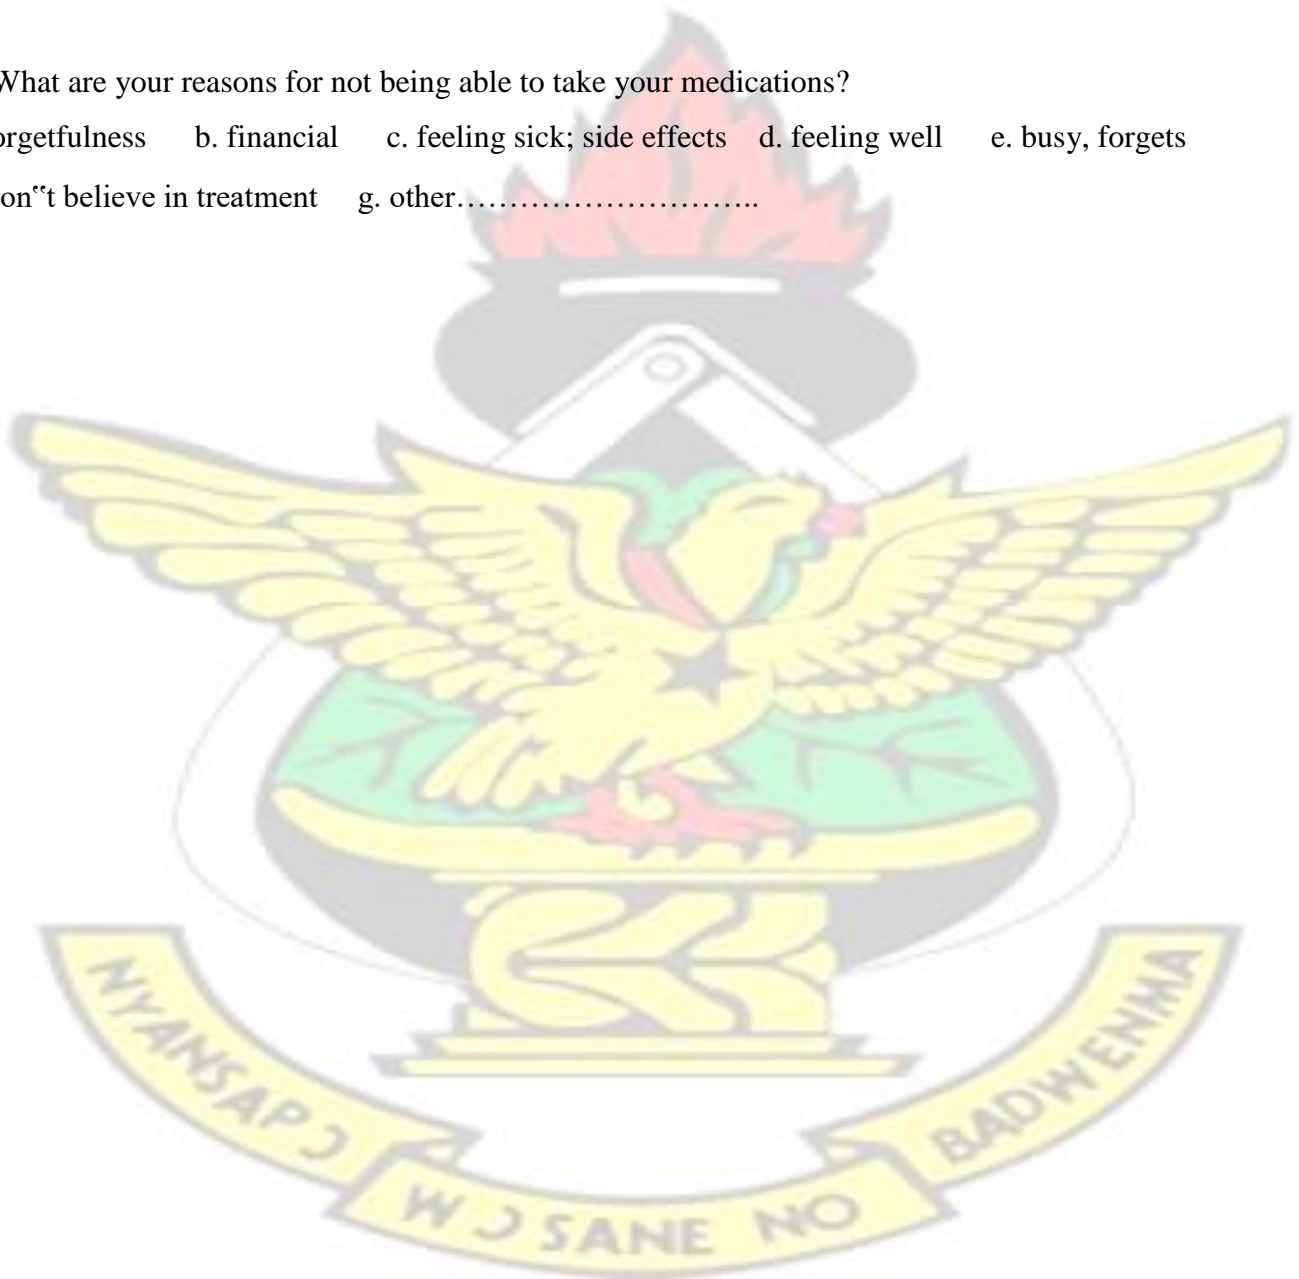 What are your reasons for not being able to take your medications?
orgetfulness b. financial c. feeling sick; side effects d. feeling well e. busy, forgets
on‟t believe in treatment g. other………………………..
NYANSAPƆ
WƆ SANE NO
BADWENMA